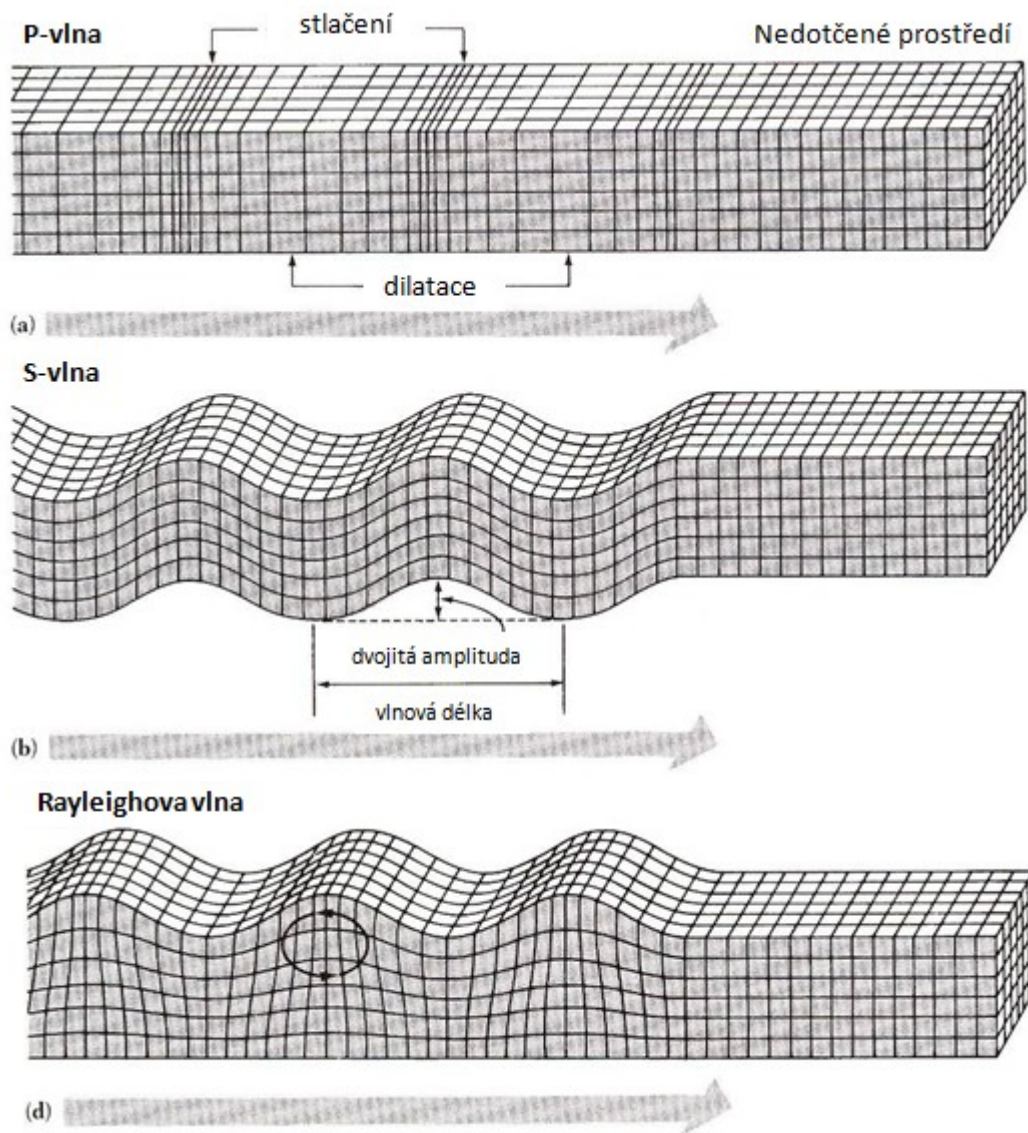 P-vlna
stlačení
Nedotčené prostředí
dilatace
(a)
S-vlna
dvojitá amplituda
vlnová délka
(b)
Rayleighova vlna
(d)